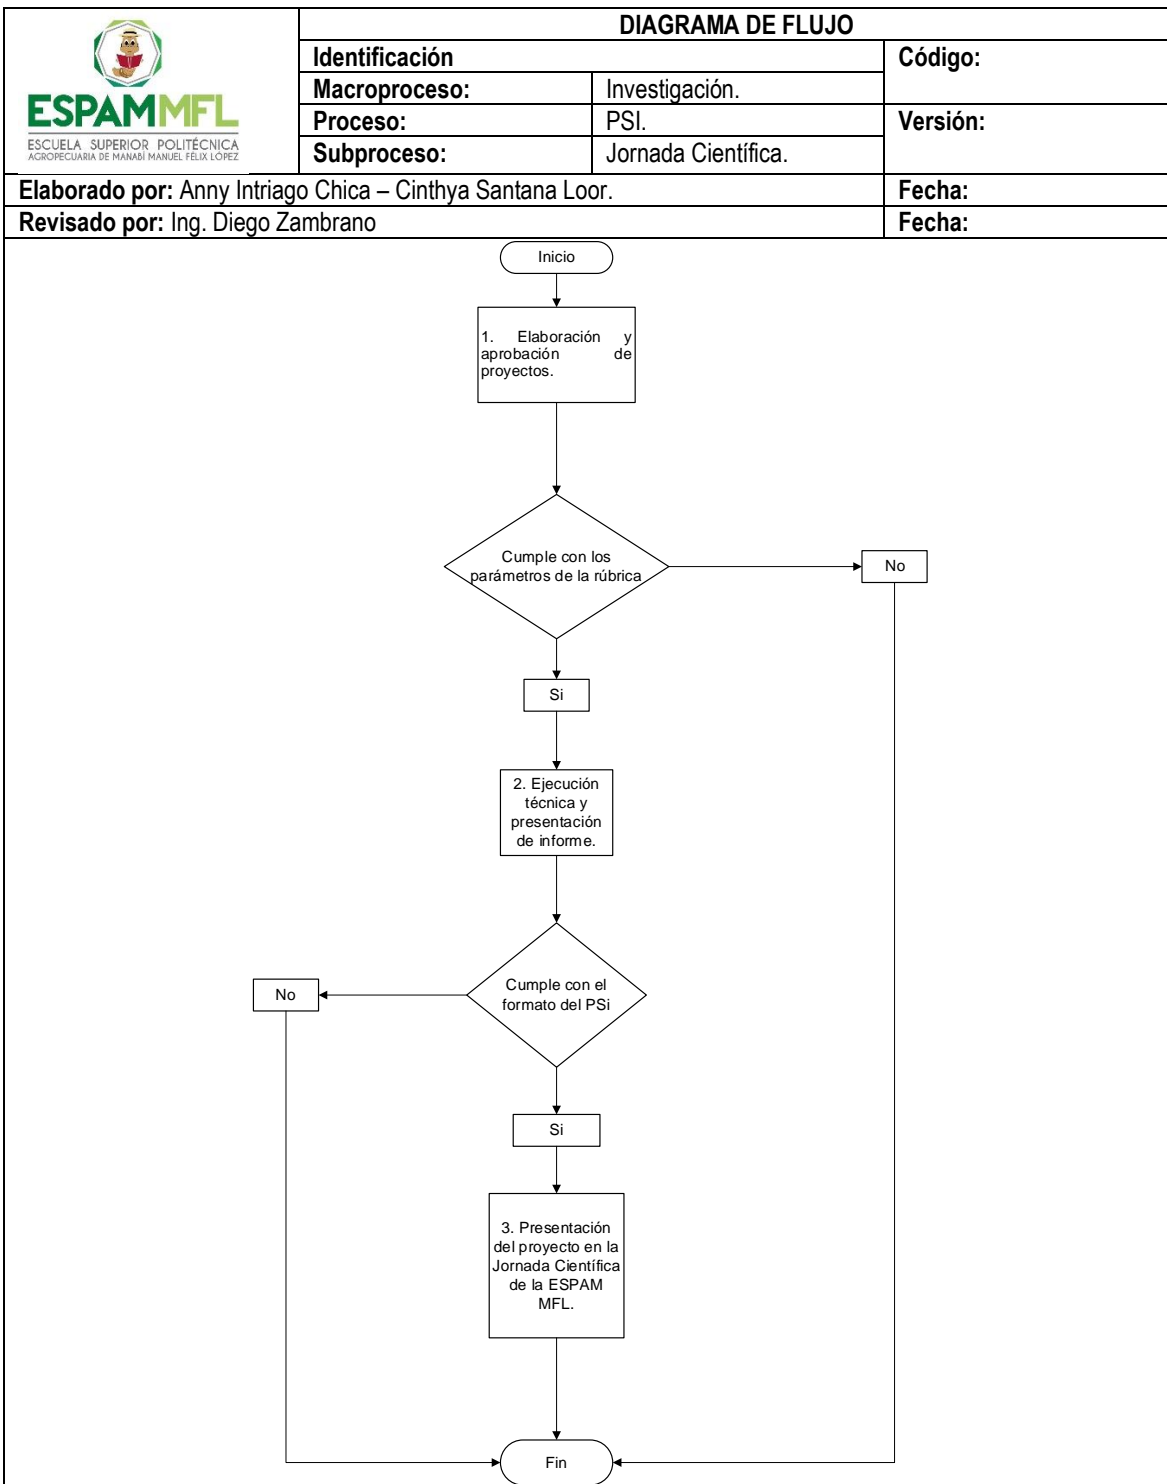 ESPAMMFL
ESCUELA SUPERIOR POLITÉCNICA
AGROPECUARIA DE MANABÍ MANUEL FÉLIX LÓPEZ
DIAGRAMA DE FLUJO
Identificación
Código:
Macroproceso:
Investigación.
Proceso:
PSI.
Versión:
Subproceso:
Jornada Científica.
Elaborado por: Anny Intriago Chica – Cinthya Santana Loor.
Fecha:
Revisado por: Ing. Diego Zambrano
Fecha:
Inicio
1. Elaboración y
aprobación de
proyectos.
Cumple con los
parámetros de la rúbrica
No
Si
2. Ejecución
técnica y
presentación
de informe.
Cumple con el
formato del PSi
No
Si
3. Presentación
del proyecto en la
Jornada Científica
de la ESPAM
MFL.
Fin